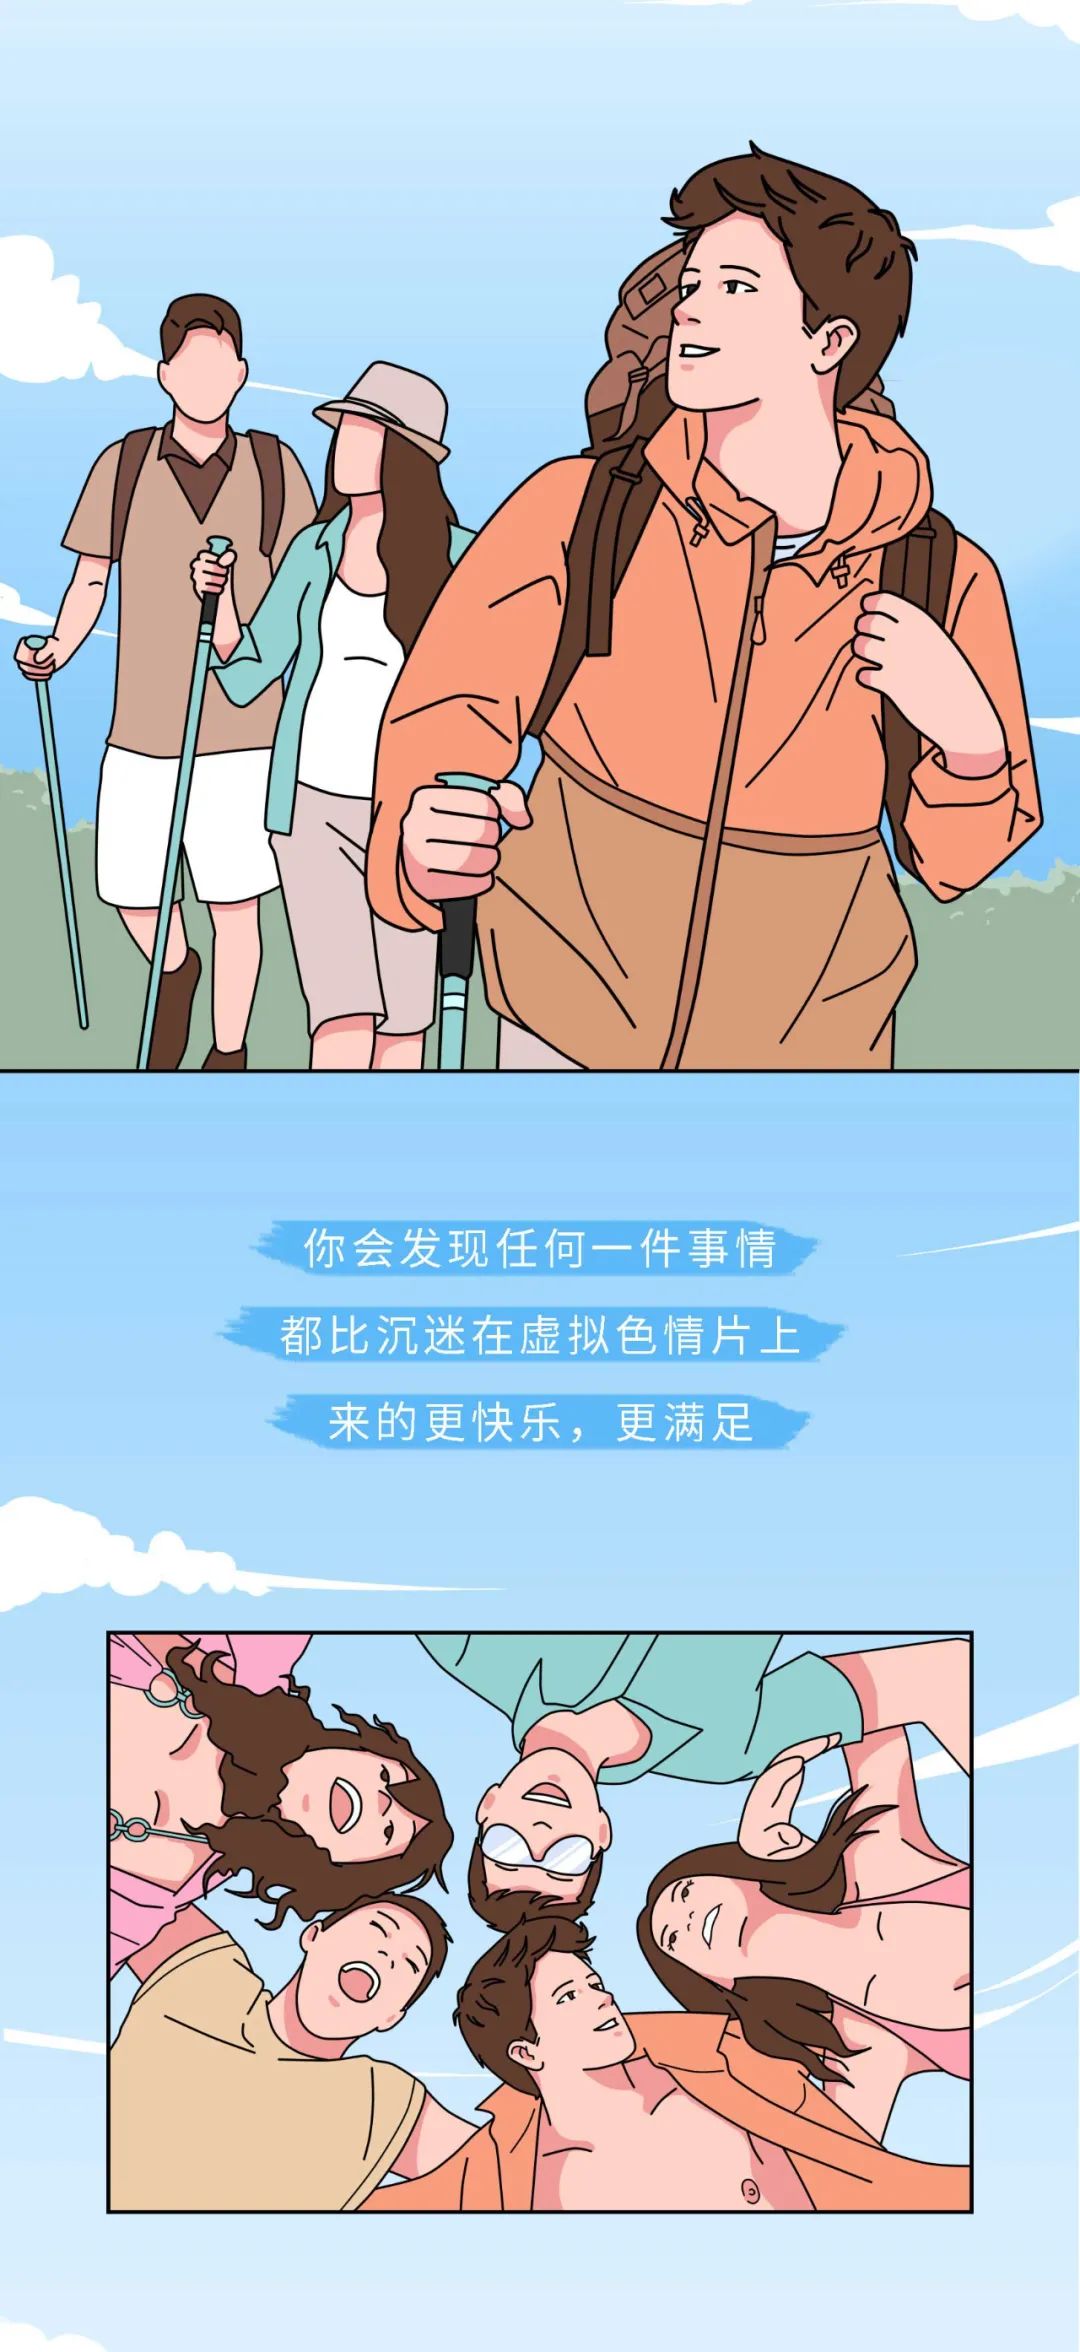 你会发现任何一件事情
都比沉迷在虚拟色情片上
来的更快乐，更满足